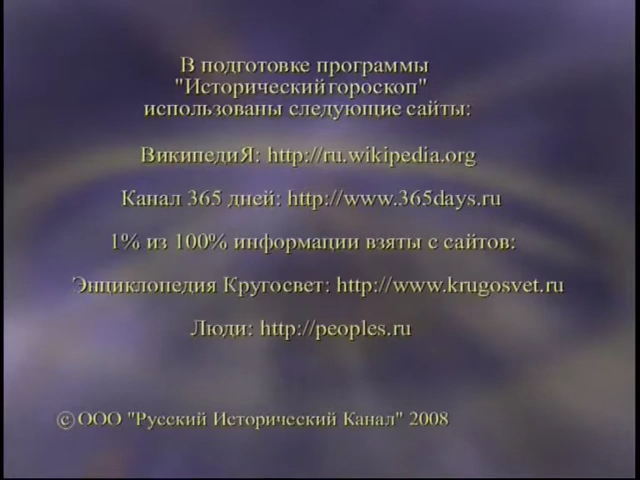 В подготовке программы
"Исторический гороскоп"
использованы следующие сайты:
ВикипедиЯ: http://ru.wikipedia.org
Канал 365 дней: http://www.365days.ru
1% из 100% информации взяты с сайтов:
Энциклопедия Кругосвет: http://www.krugosvet.ru
Люди: http://peoples.ru
© ООО "Русский Исторический Канал" 2008